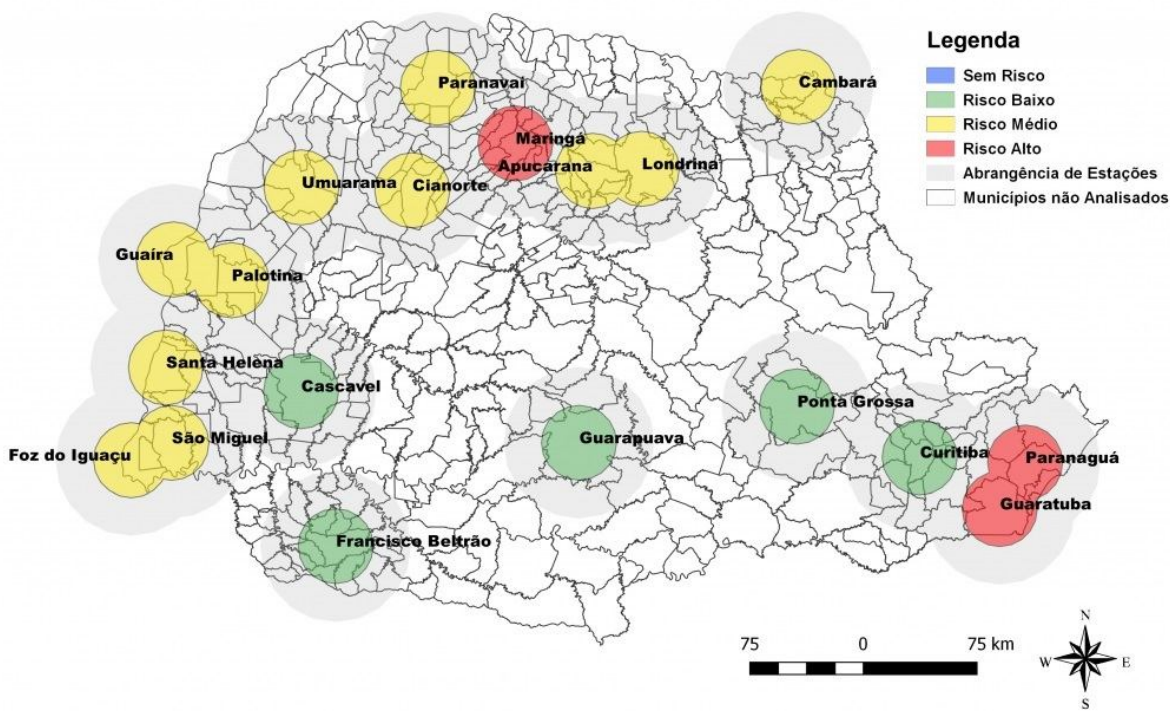 Legenda
Sem Risco
Risco Baixo
Risco Médio
Risco Alto
Abrangência de Estações
Municípios não Analisados
Paranavai
Cambará
Maringá
Apucarana
Londrina
Umuarama
Cianorte
Guaíra
Palotina
Santa Helena
Cascavel
Ponta Grossa
São Miguel
Guarapuava
Foz do Iguaçu
Curitiba
Paranaguá
Guaratuba
Francisco Beltrão
75 0 75 km
N
W E
S